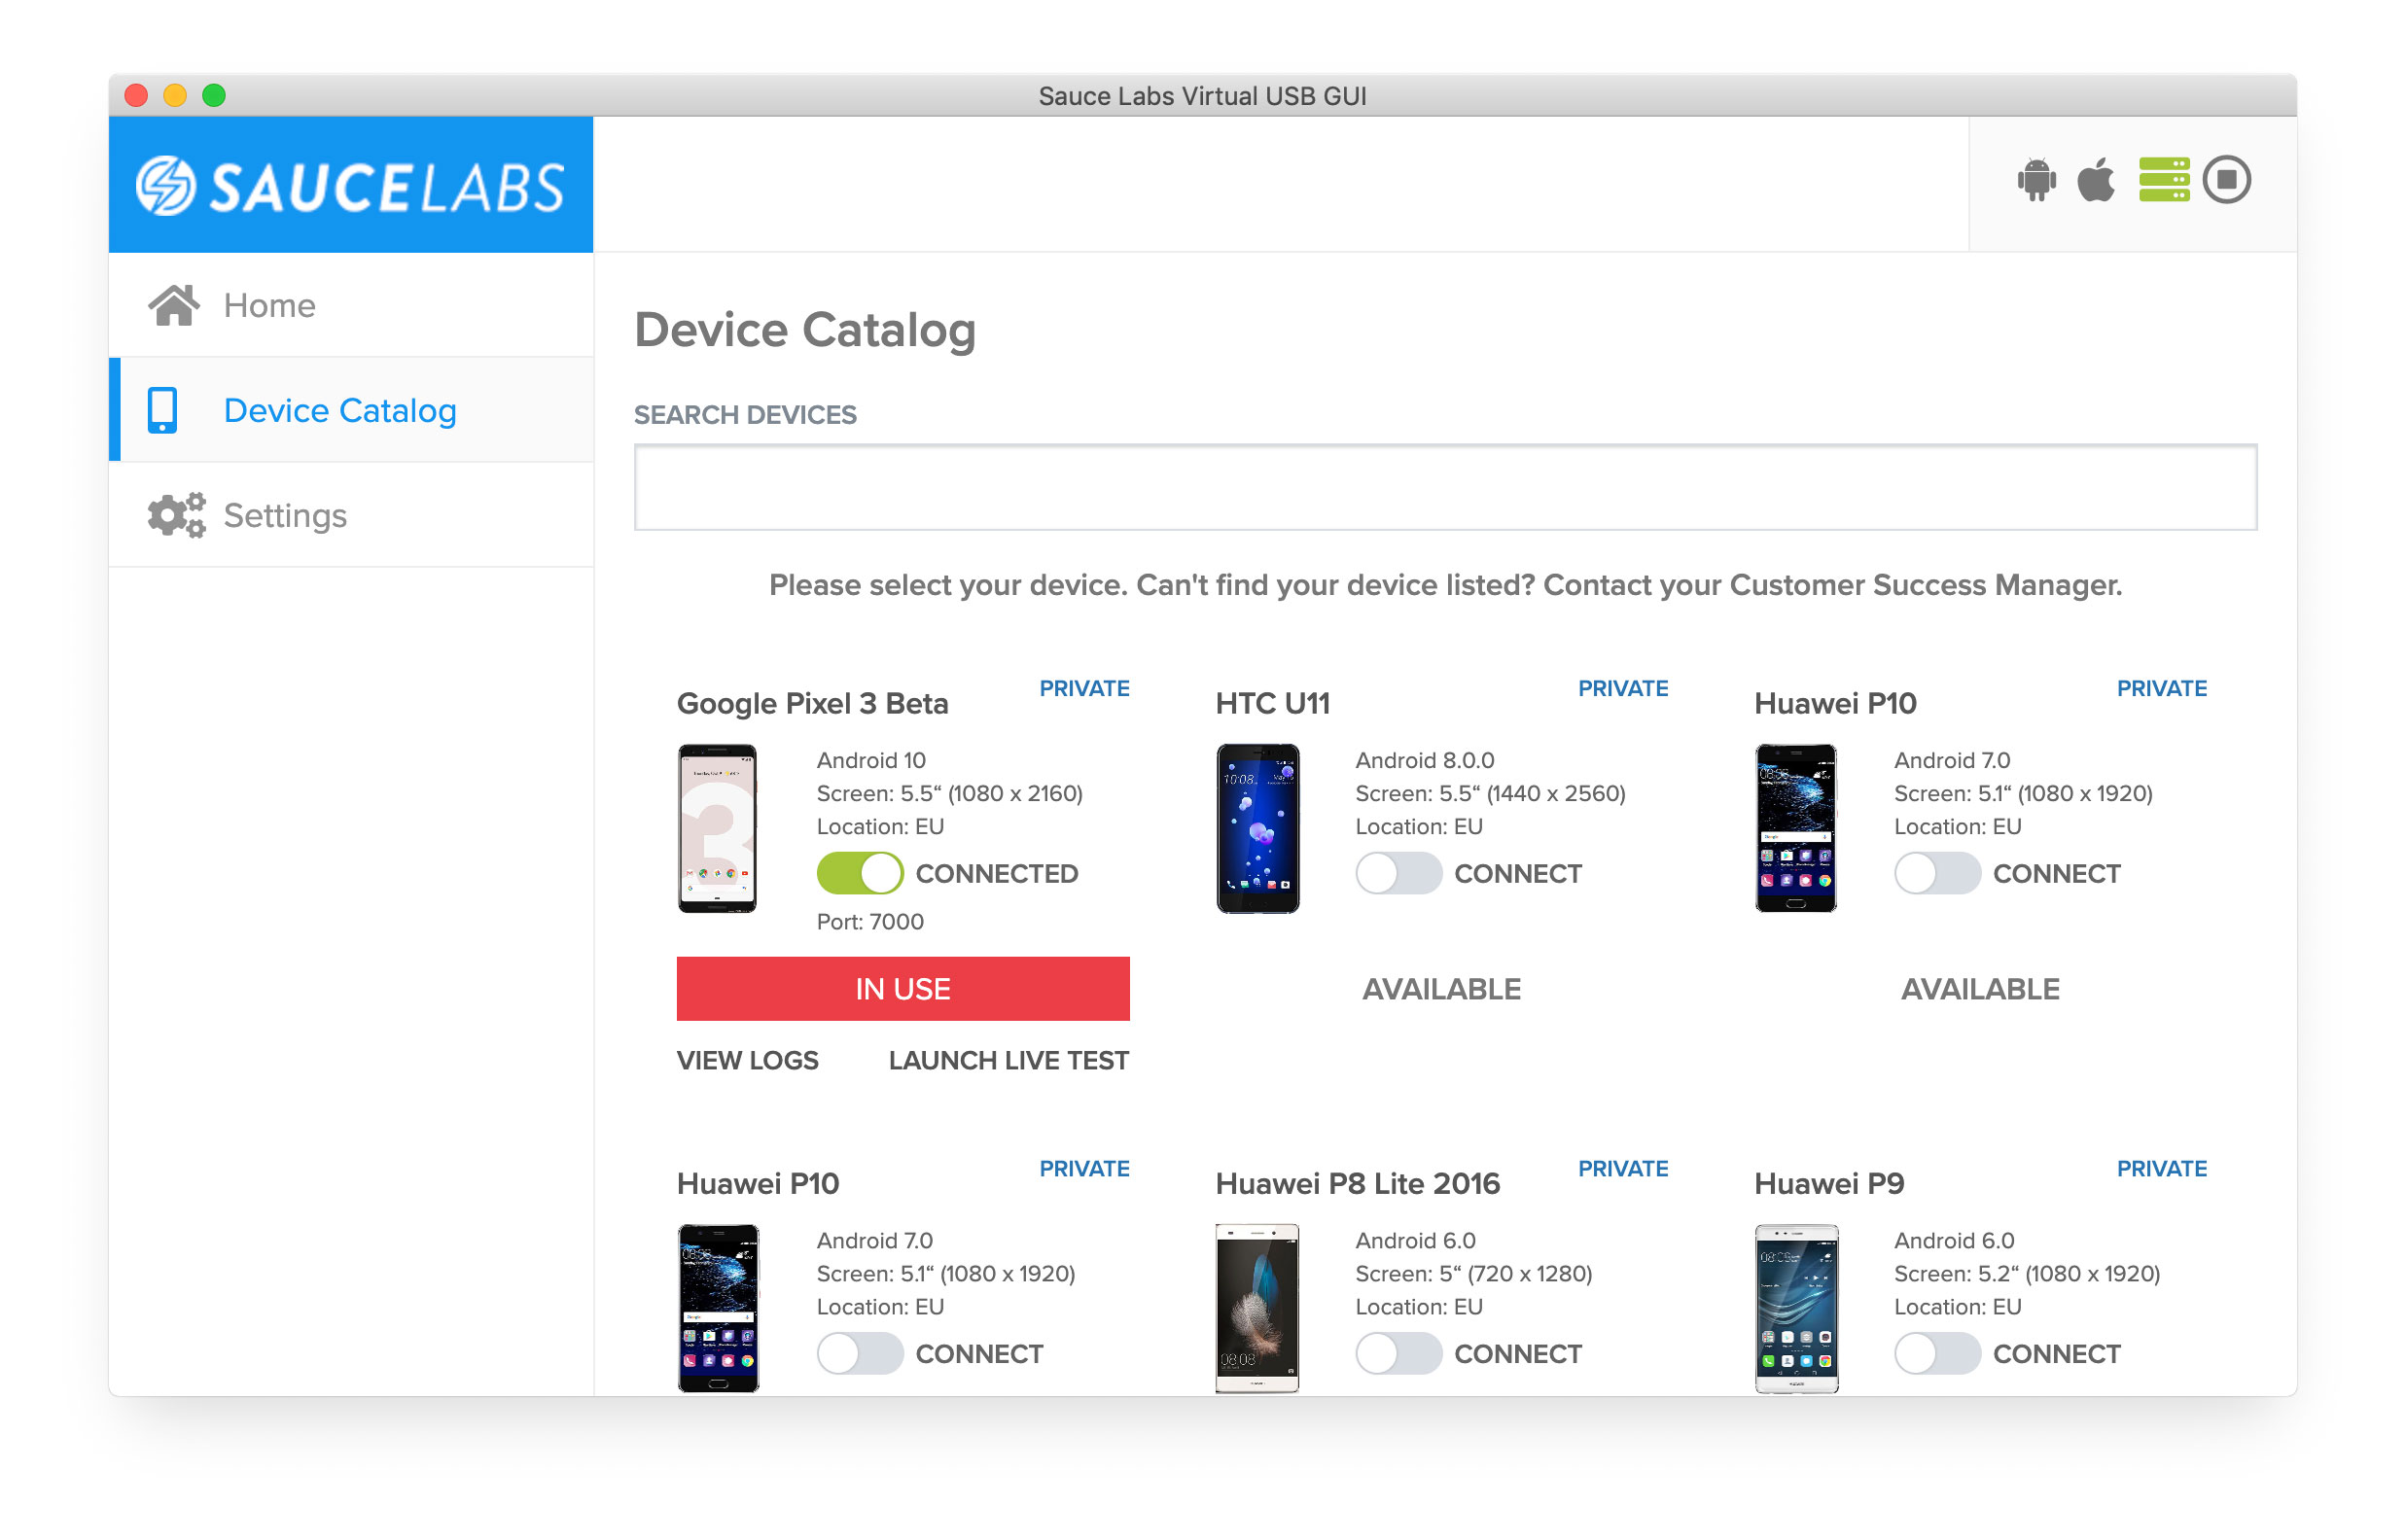 Sauce Labs Virtual USB GUI
SAUCELABS
Home
Device Catalog
Settings
Device Catalog
SEARCH DEVICES
Please select your device. Can't find your device listed? Contact your Customer Success Manager.
Google Pixel 3 Beta
PRIVATE
Android 10
Screen: 5.5“ (1080 x 2160)
Location: EU
CONNECTED
Port: 7000
IN USE
VIEW LOGS
LAUNCH LIVE TEST
HTC U11
PRIVATE
10:08
Android 8.0.0
Screen: 5.5“ (1440 x 2560)
Location: EU
CONNECT
AVAILABLE
Huawei P10
PRIVATE
Android 7.0
Screen: 5.1“ (1080 x 1920)
Location: EU
CONNECT
AVAILABLE
Huawei P10
PRIVATE
Android 7.0
Screen: 5.1“ (1080 x 1920)
Location: EU
CONNECT
Huawei P8 Lite 2016
PRIVATE
08:08
Android 6.0
Screen: 5“ (720 x 1280)
Location: EU
CONNECT
Huawei P9
PRIVATE
Android 6.0
Screen: 5.2“ (1080 x 1920)
Location: EU
CONNECT